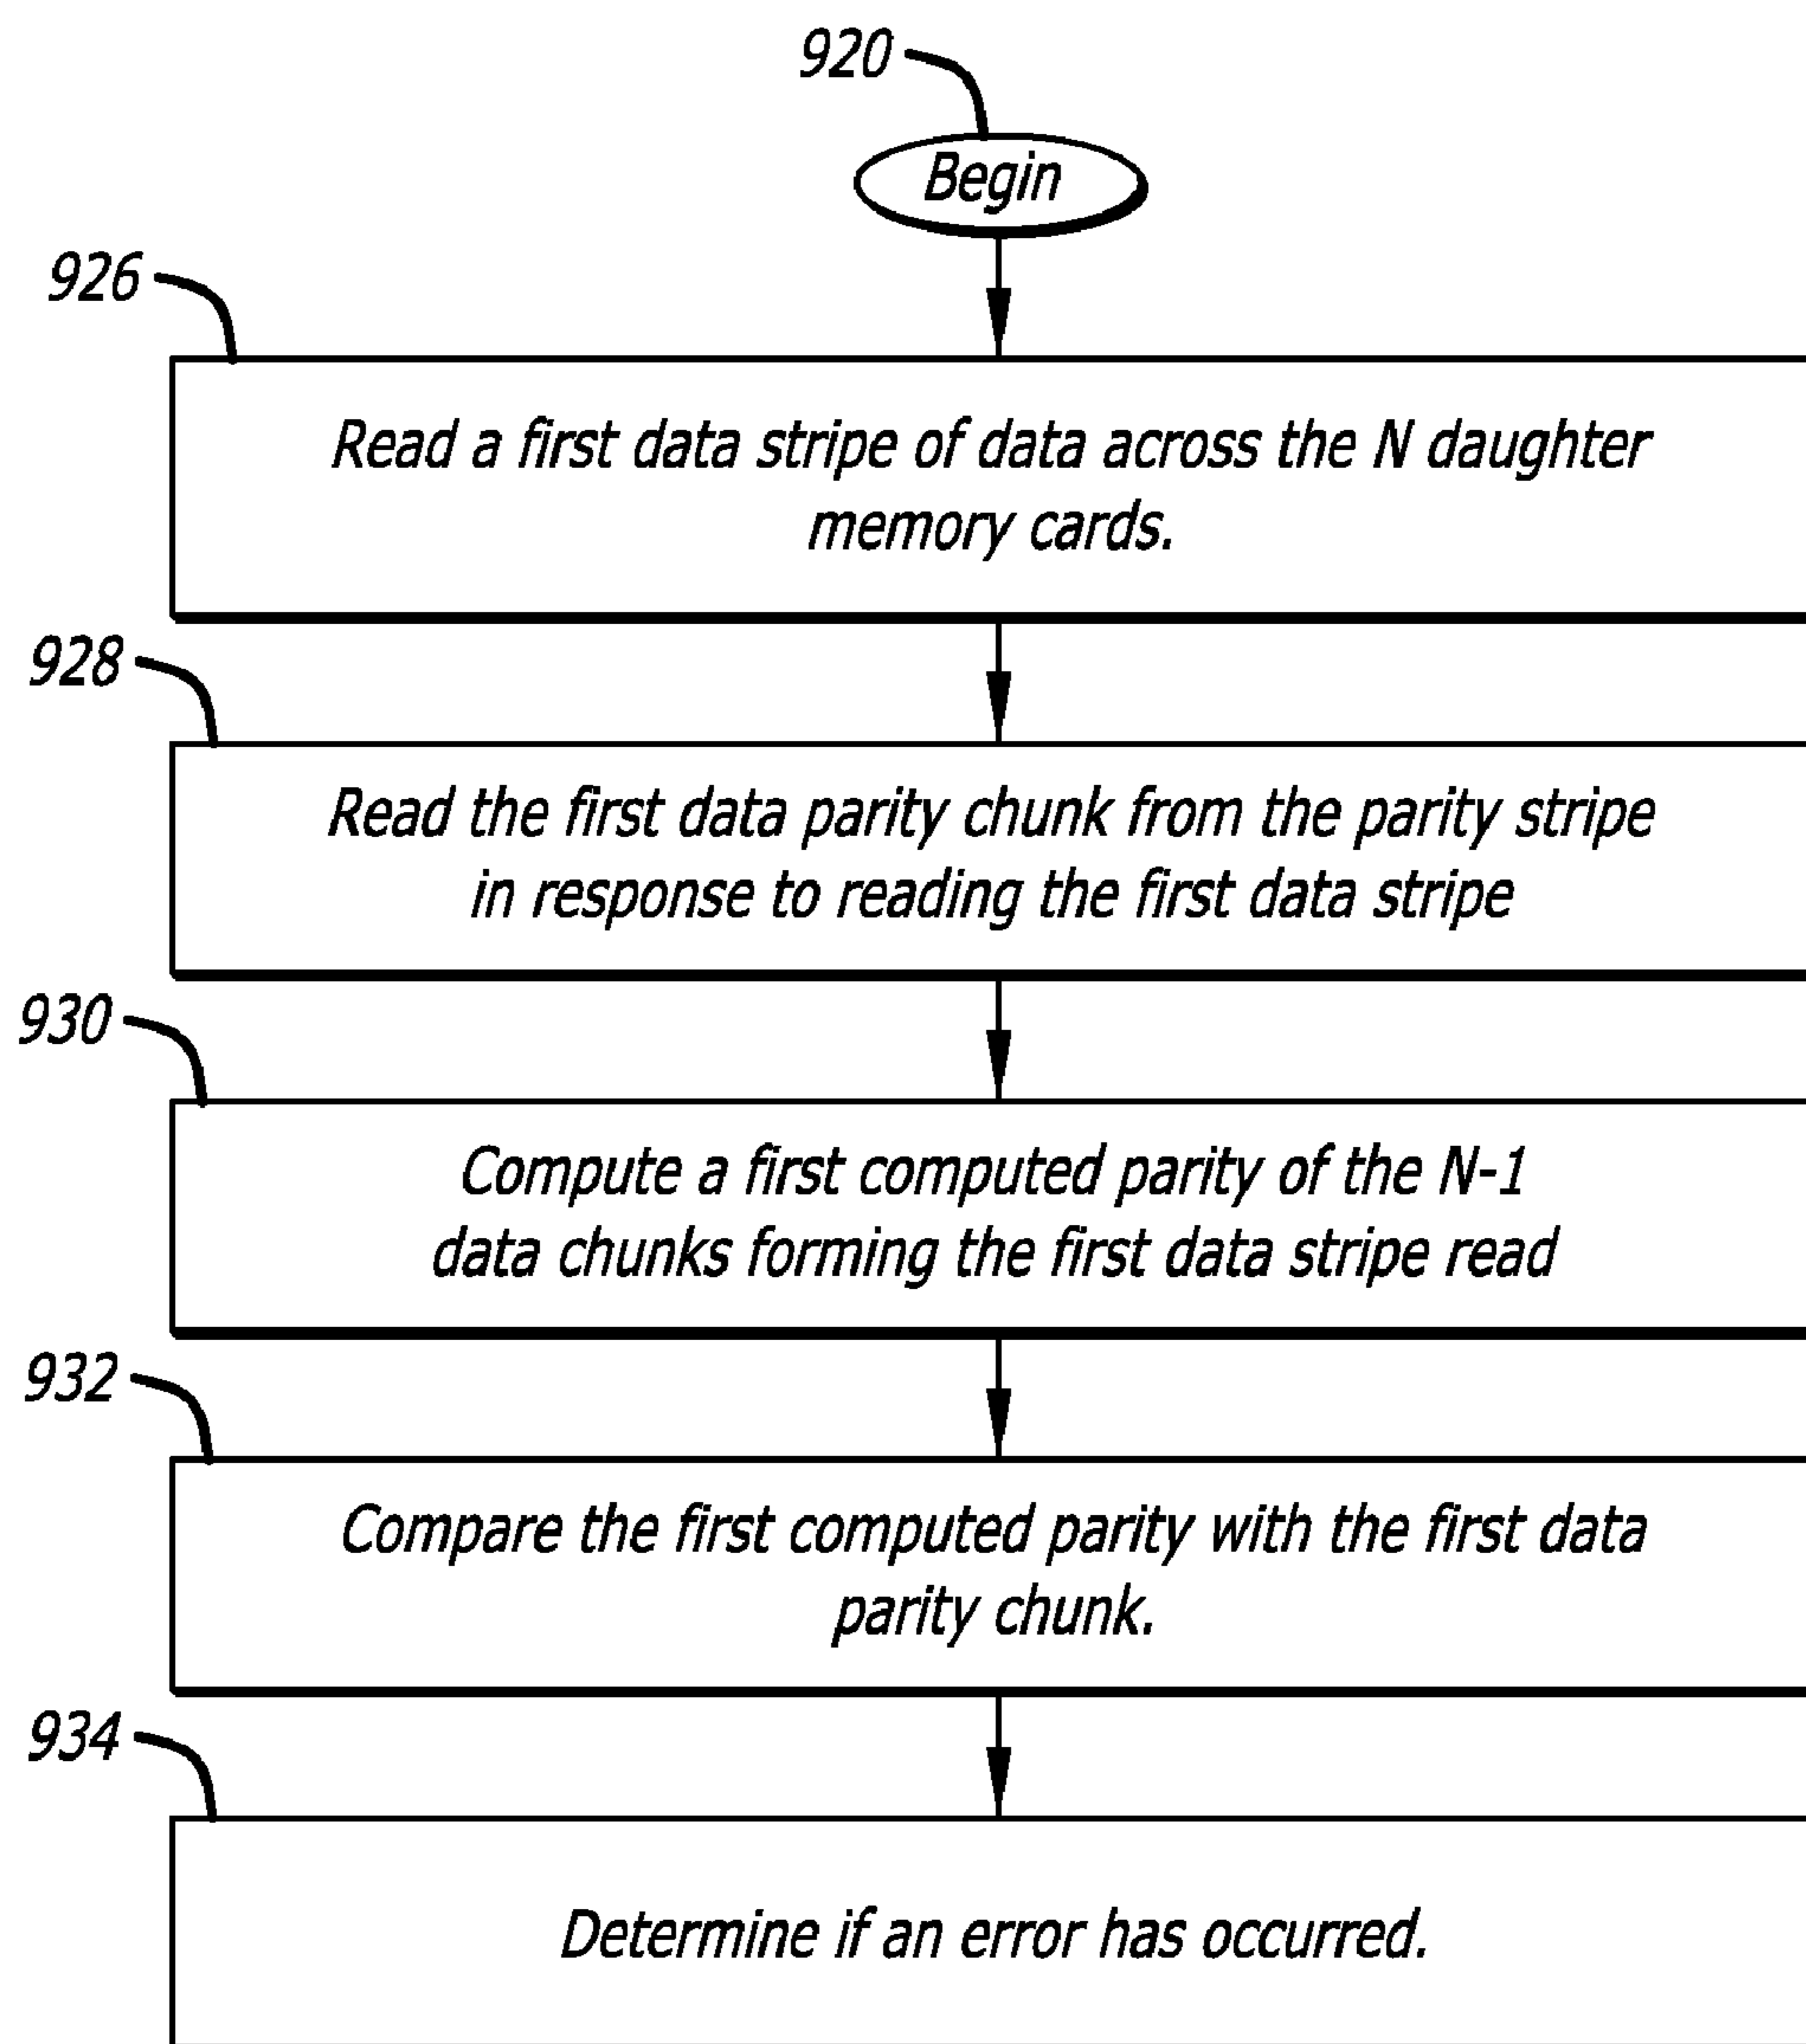 920
Begin
926
Read a first data stripe of data across the N daughter
memory cards.
928
Read the first data parity chunk from the parity stripe
in response to reading the first data stripe
930
Compute a first computed parity of the N-1
data chunks forming the first data stripe read
932
Compare the first computed parity with the first data
parity chunk.
934
Determine if an error has occurred.